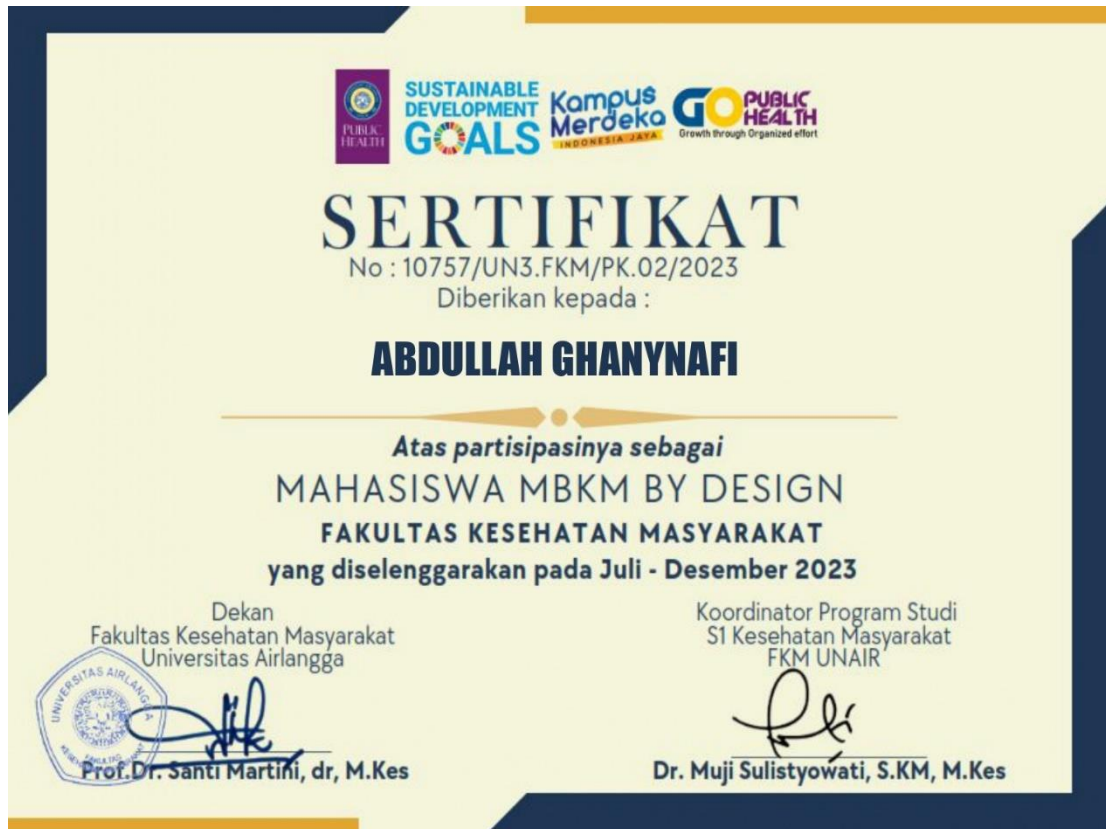 PUBLIC
HEALTH
SUSTAINABLE
DEVELOPMENT
GOALS
Kampus
Merdeka
INDONESIA JAYA
GO PUBLIC
HEALTH
Growth through Organized effort
SERTIFIKAT
No : 10757/UN3.FKM/PK.02/2023
Diberikan kepada :
ABDULLAH GHANYNAFI
Atas partisipasinya sebagai
MAHASISWA MBKM BY DESIGN
FAKULTAS KESEHATAN MASYARAKAT
yang diselenggarakan pada Juli - Desember 2023
Dekan
Fakultas Kesehatan Masyarakat
Universitas Airlangga
UNIVERSITAS AIRLANGGA
FAKULTAS
Prof.Dr. Santi Martini, dr, M.Kes
Koordinator Program Studi
S1 Kesehatan Masyarakat
FKM UNAIR
Dr. Muji Sulistyowati, S.KM, M.Kes